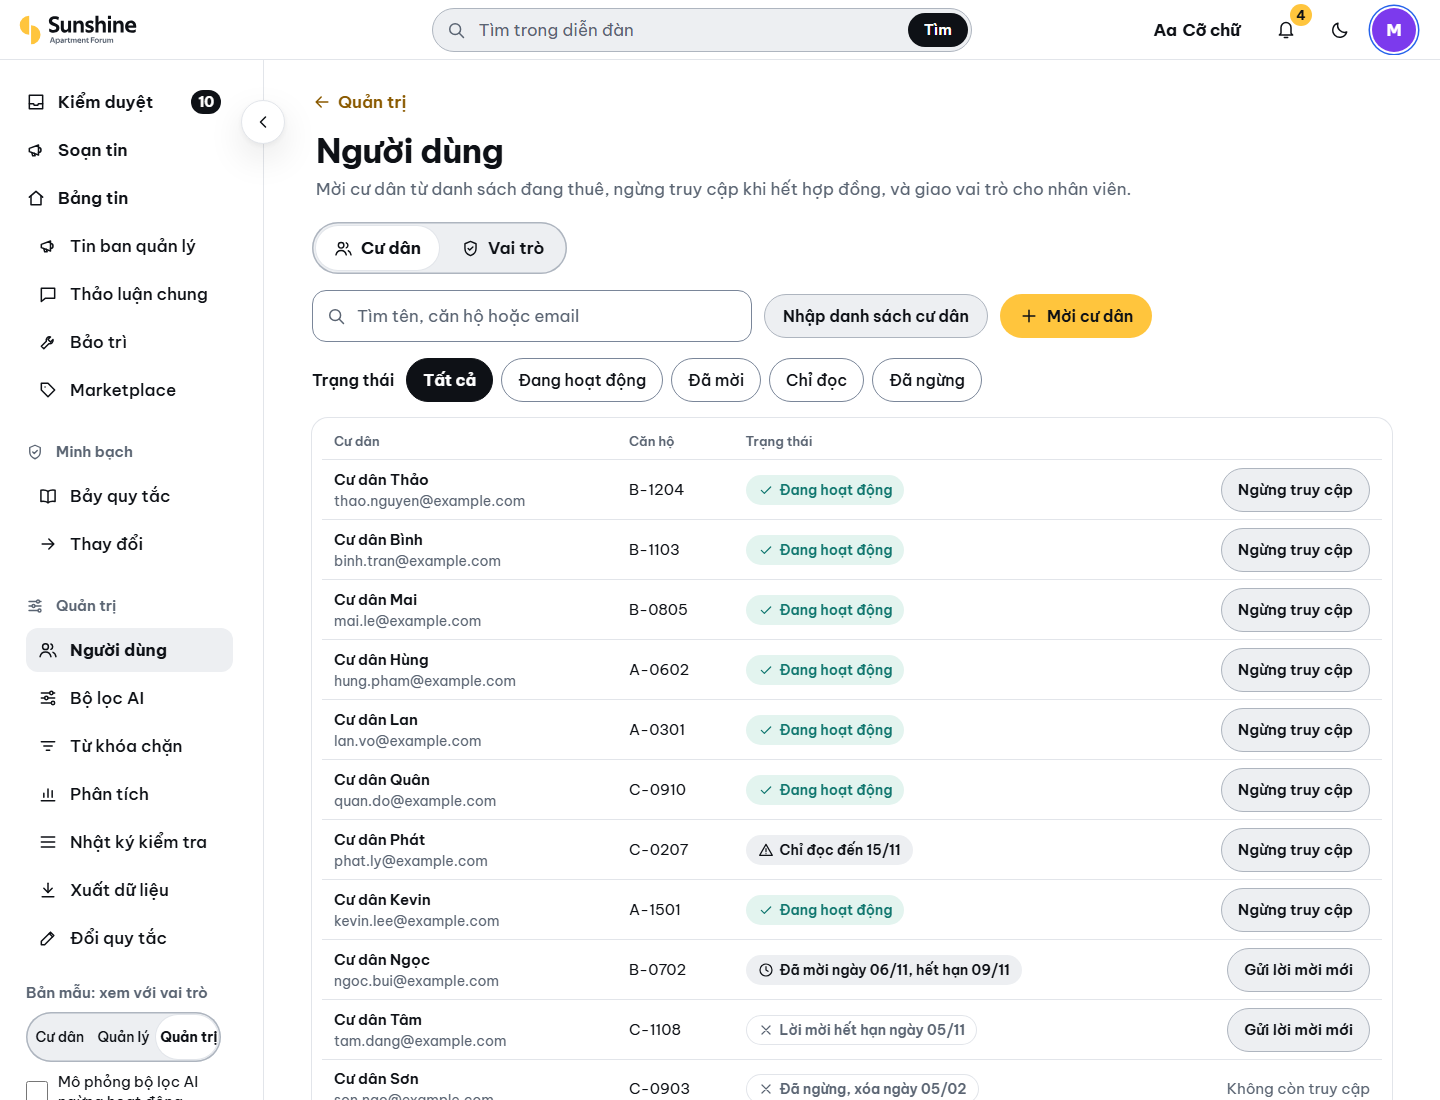 Sunshine
Apartment Forum
Tìm trong diễn đàn
Tìm
Aa Cỡ chữ
4
M
Kiểm duyệt
10
Soạn tin
Bảng tin
Tin ban quản lý
Thảo luận chung
Bảo trì
Marketplace
Minh bạch
Bảy quy tắc
Thay đổi
Quản trị
Người dùng
Bộ lọc AI
Từ khóa chặn
Phân tích
Nhật ký kiểm tra
Xuất dữ liệu
Đổi quy tắc
Bản mẫu: xem với vai trò
Cư dân Quản lý Quản trị
Mô phỏng bộ lọc AI
ngừng hoạt động
Quản trị
Người dùng
Mời cư dân từ danh sách đang thuê, ngừng truy cập khi hết hợp đồng, và giao vai trò cho nhân viên.
Cư dân Vai trò
Tìm tên, căn hộ hoặc email
Nhập danh sách cư dân
Mời cư dân
Trạng thái Tất cả Đang hoạt động Đã mời Chỉ đọc Đã ngừng
Cư dân Căn hộ Trạng thái
Cư dân Thảo
thao.nguyen@example.com
B-1204 Đang hoạt động Ngừng truy cập
Cư dân Bình
binh.tran@example.com
B-1103 Đang hoạt động Ngừng truy cập
Cư dân Mai
mai.le@example.com
B-0805 Đang hoạt động Ngừng truy cập
Cư dân Hùng
hung.pham@example.com
A-0602 Đang hoạt động Ngừng truy cập
Cư dân Lan
lan.vo@example.com
A-0301 Đang hoạt động Ngừng truy cập
Cư dân Quân
quan.do@example.com
C-0910 Đang hoạt động Ngừng truy cập
Cư dân Phát
phat.ly@example.com
C-0207 Chỉ đọc đến 15/11 Ngừng truy cập
Cư dân Kevin
kevin.lee@example.com
A-1501 Đang hoạt động Ngừng truy cập
Cư dân Ngọc
ngoc.bui@example.com
B-0702 Đã mời ngày 06/11, hết hạn 09/11 Gửi lời mời mới
Cư dân Tâm
tam.dang@example.com
C-1108 Lời mời hết hạn ngày 05/11 Gửi lời mời mới
Cư dân Sơn
son.ngo@example.com
C-0903 Đã ngừng, xóa ngày 05/02 Không còn truy cập